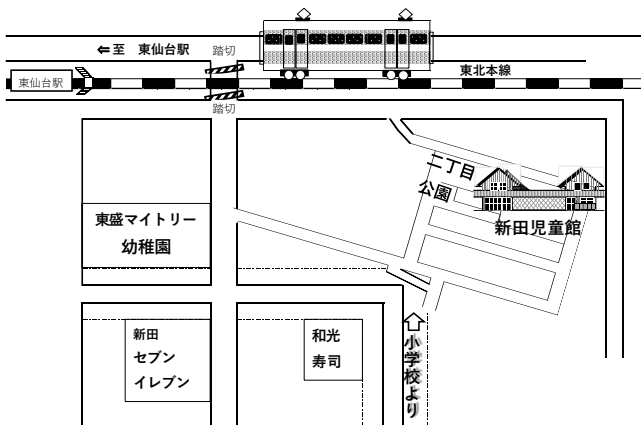 ⇐至 東仙台駅
踏切
東北本線
東仙台駅
踏切
二丁目
公園
新田児童館
東盛マイトリー
幼稚園
新田
セブン
イレブン
和光
寿司
小学校より